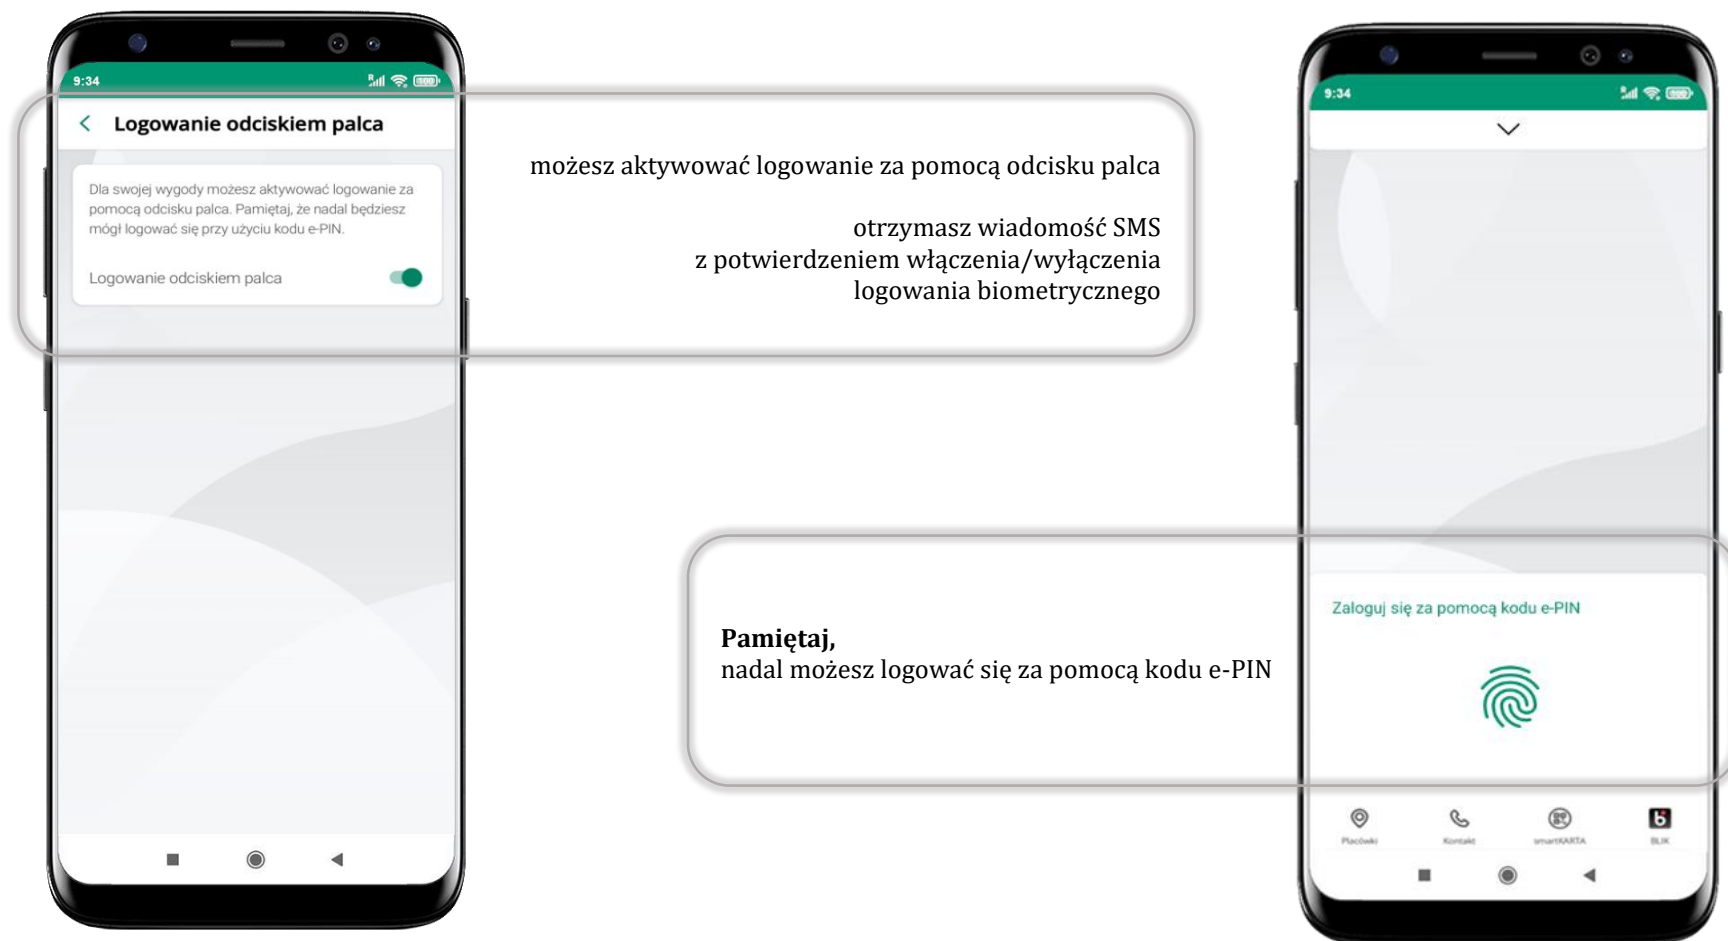 9:34
Logowanie odciskiem palca
Dla swojej wygody możesz aktywować logowanie za
pomocą odcisku palca. Pamiętaj, że nadal będziesz
mógł logować się przy użyciu kodu e-PIN.
Logowanie odciskiem palca
możesz aktywować logowanie za pomocą odcisku palca
otrzymasz wiadomość SMS
z potwierdzeniem włączenia/wyłączenia
logowania biometrycznego
Pamiętaj,
nadal możesz logować się za pomocą kodu e-PIN
9:34
Zaloguj się za pomocą kodu e-PIN
Placówki
Kontakt
smartKARTA
BLIK